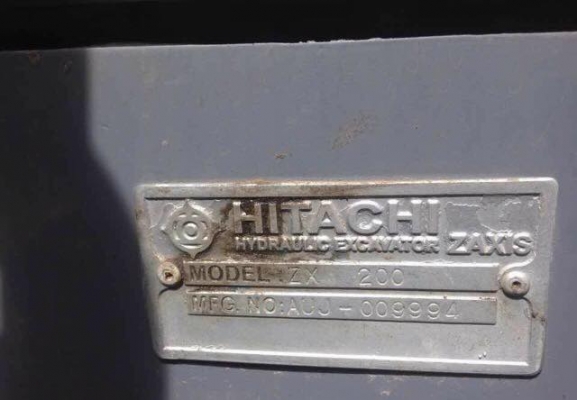 HITACHI
HYDRAULIC EXCAVATOR ZAXIS
MODEL ZX 200
MFG. NO: AUJ-009994